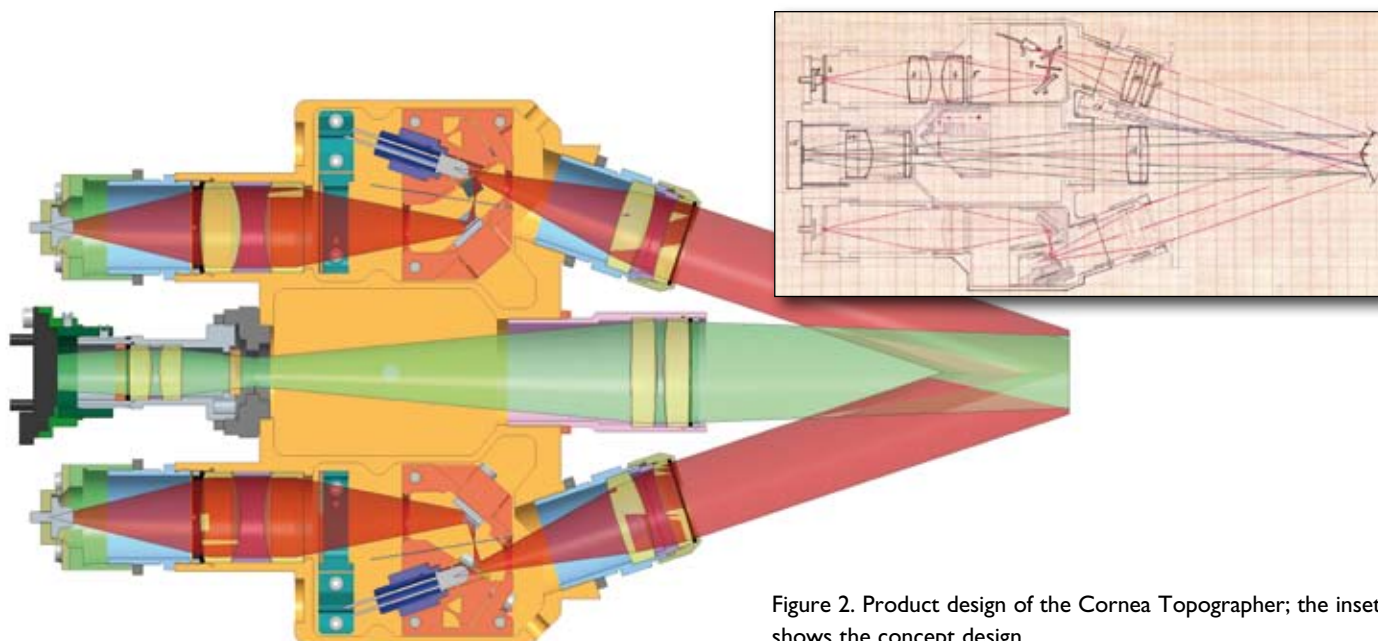 Figure 2. Product design of the Cornea Topographer; the inset
shows the concept design.